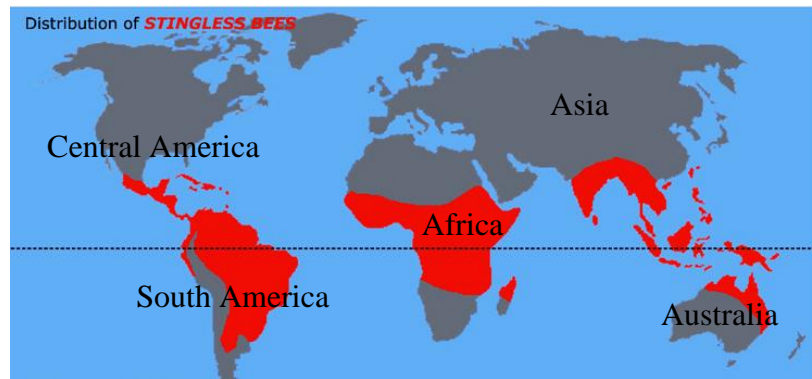 Distribution of STINGLESS BEES
Asia
Central America
Africa
South America
Australia